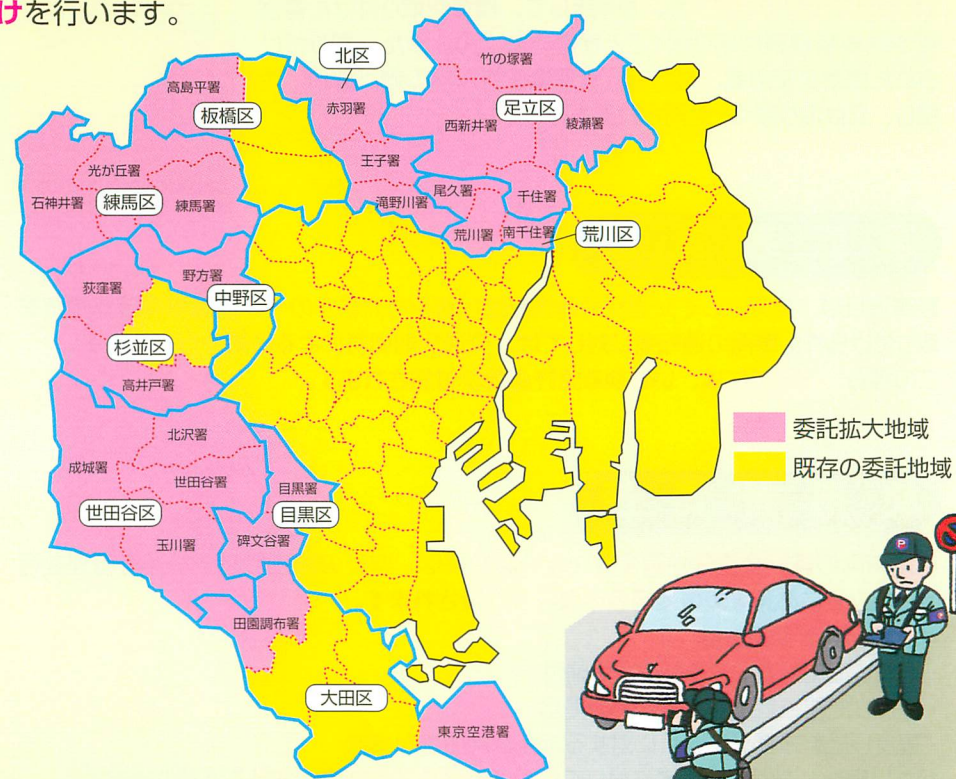 けを行います。
北区
竹の塚署
高島平署
板橋区
赤羽署
足立区
西新井署
綾瀬署
光が丘署
王子署
石神井署
練馬区
練馬署
滝野川署
尾久署
千住署
荒川署
南千住署
荒川区
野方署
荻窪署
中野区
杉並区
高井戸署
北沢署
成城署
世田谷署
目黒署
世田谷区
目黒区
玉川署
碑文谷署
田園調布署
大田区
東京空港署
委託拡大地域
既存の委託地域
P